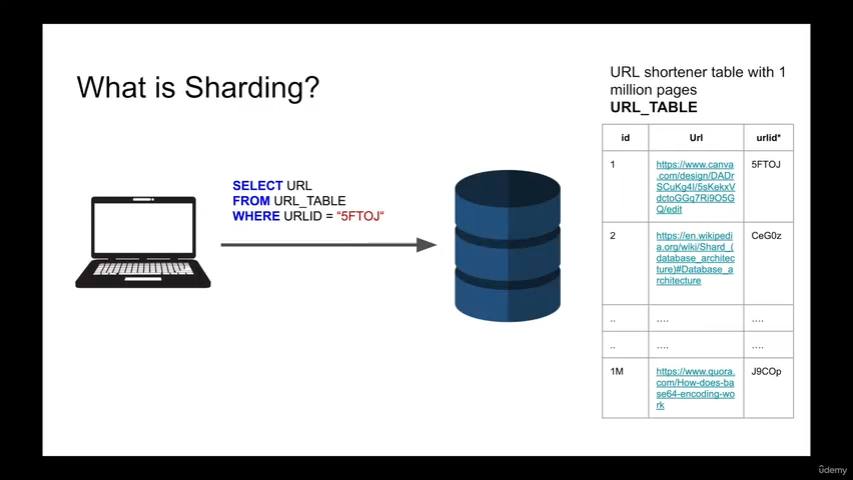 What is Sharding?
SELECT URL
FROM URL_TABLE
WHERE URLID = "5FTOJ"
URL shortener table with 1
million pages
URL_TABLE
id Url urlid*
1 https://www.canva 5FTOJ
.com/design/DADr
SCuKg4I/5sKekxV
dctoGGq7Ri9O5G
Q/edit
2 https://en.wikipedi CeG0z
a.org/wiki/Shard_(
database_architec
ture)#Database_a
rchitecture
.. .... ....
.. .... ....
1M https://www.quora. J9COp
com/How-does-ba
se64-encoding-wo
rk
ûdemy